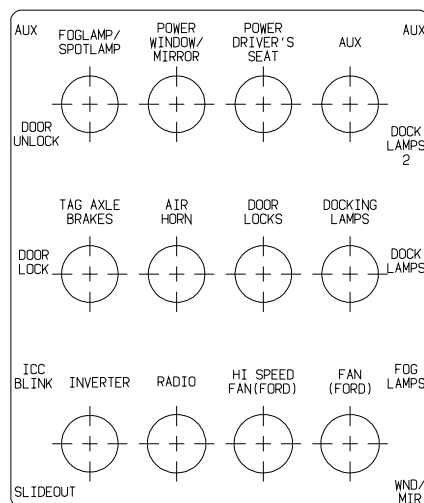 AUX
FOGLAMP/
SPOTLAMP
POWER
WINDOW/
MIRROR
POWER
DRIVER'S
SEAT
AUX
AUX
DOOR
UNLOCK
DOCK
LAMPS
2
TAG AXLE
BRAKES
AIR
HORN
DOOR
LOCKS
DOCKING
LAMPS
DOOR
LOCK
DOCK
LAMPS
ICC
BLINK
INVERTER
RADIO
HI SPEED
FAN(FORD)
FAN
(FORD)
FOG
LAMPS
SLIDEOUT
WND/
MIR